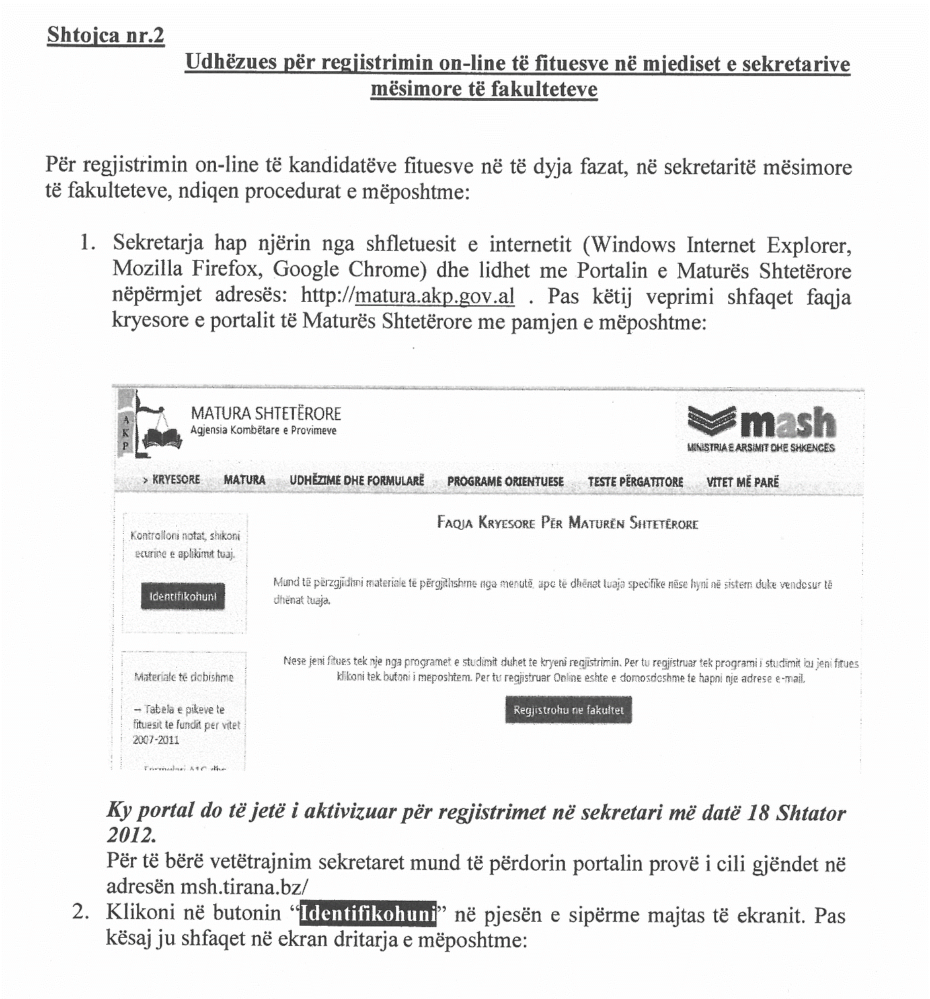 Shtojca nr.2
Udhëzues për regjistrimin on-line të fituesve në mjediset e sekretarive
mësimore të fakulteteve
Për regjistrimin on-line të kandidatëve fituesve në të dyja fazat, në sekretaritë mësimore
të fakulteteve, ndiqen procedurat e mëposhtme:
1. Sekretarja hap njërin nga shfletuesit e internetit (Windows Internet Explorer,
Mozilla Firefox, Google Chrome) dhe lidhet me Portalin e Maturës Shtetërore
nëpërmjet adresës: http://matura.akp.gov.al . Pas këtij veprimi shfaqet faqja
kryesore e portalit të Maturës Shtetërore me pamjen e mëposhtme:
AKP
MATURA SHTETËRORE
Agjensia Kombëtare e Provimeve
mash
MINISTRIA E ARSIMIT DHE SHKENCËS
> KRYESORE MATURA UDHËZIME DHE FORMULARË PROGRAME ORIENTUESE TESTE PËRGATITORE VITET MË PARË
Kontrolloni notat, shikoni
ecurine e aplikimit tuaj.
Identifikohuni
Materiale të dobishme
– Tabela e pikeve te
fituesit te fundit per vitet
2007-2011
FAQJA KRYESORE PËR MATURËN SHTETËRORE
Mund të përzgjidhni materiale të përgjithshme nga menutë, apo të dhënat tuaja specifike nëse hyni në sistem duke vendosur të
dhënat tuaja.
Nese jeni fitues tek nje nga programet e studimit duhet te kryeni regjistrimin. Per tu regjistruar tek programi i studimit ku jeni fitues
klikoni tek butoni i meposhtem. Per tu regjistruar Online eshte e domosdoshme te hapni nje adrese e-mail.
Regjistrohu ne fakultet
Ky portal do të jetë i aktivizuar për regjistrimet në sekretari më datë 18 Shtator
2012.
Për të bërë vetëtrajnim sekretaret mund të përdorin portalin provë i cili gjëndet në
adresën msh.tirana.bz/
2. Klikoni në butonin “Identifikohuni” në pjesën e sipërme majtas të ekranit. Pas
kësaj ju shfaqet në ekran dritarja e mëposhtme: